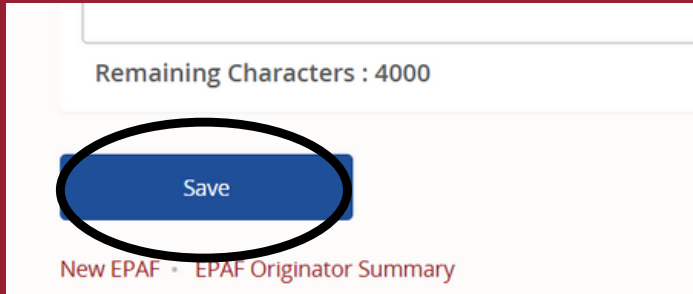 Remaining Characters : 4000
Save
New EPAF • EPAF Originator Summary